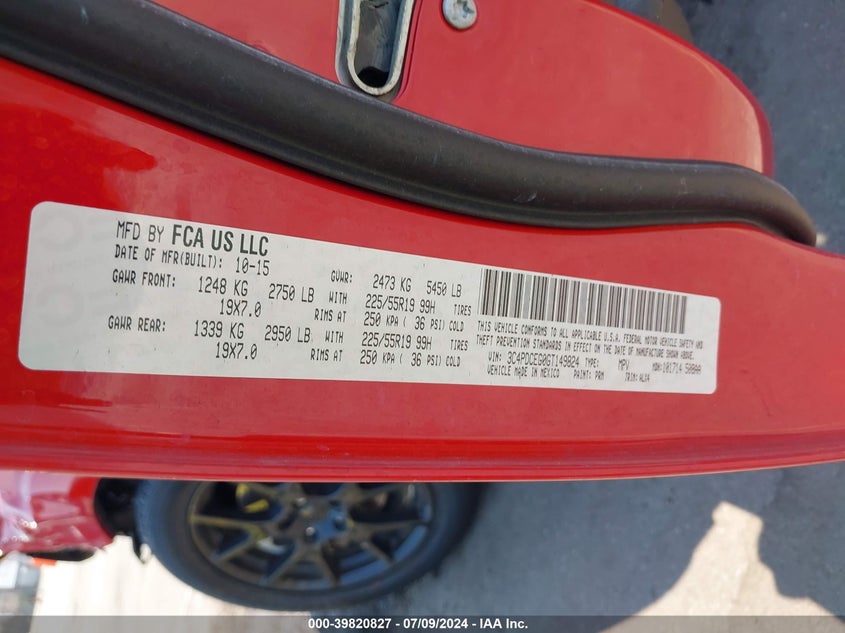 MFD BY FCA US LLC
DATE OF MFR(BUILT): 10-15 GVWR: 2473 KG 5450 LB
GAWR FRONT: 1248 KG 2750 LB WITH 225/55R19 99H TIRES
19X7.0 RIMS AT 250 KPA ( 36 PSI) COLD
GAWR REAR: 1339 KG 2950 LB WITH 225/55R19 99H TIRES
19X7.0 RIMS AT 250 KPA ( 36 PSI) COLD
THIS VEHICLE CONFORMS TO ALL APPLICABLE U.S.A. FEDERAL MOTOR VEHICLE SAFETY AND
THEFT PREVENTION STANDARDS IN EFFECT ON THE DATE OF MANUFACTURE SHOWN ABOVE.
VIN: 3C4PDCEG0GT149824 TYPE: MPV MDH: 101714 508AA
VEHICLE MADE IN MEXICO PAINT: PRM TRIM: ALX4
000-39820827 - 07/09/2024 - IAA Inc.